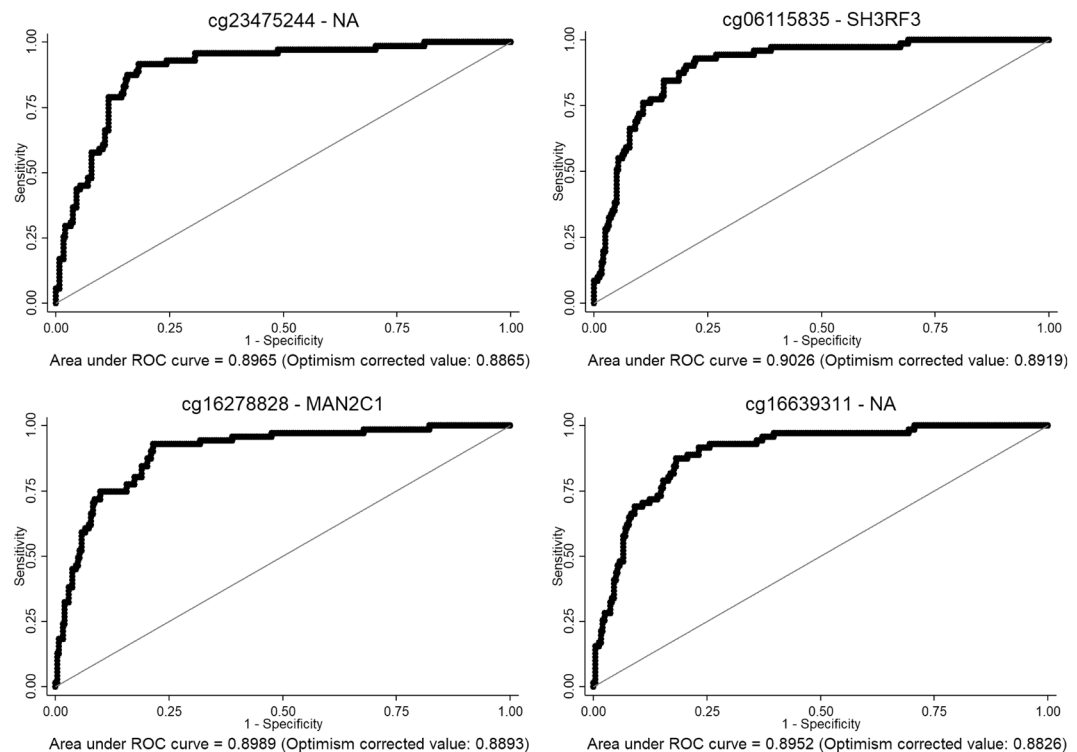 cg23475244 - NA
Sensitivity
0.00 0.25 0.50 0.75 1.00
0.00 0.25 0.50 0.75 1.00
1 - Specificity
Area under ROC curve = 0.8965 (Optimism corrected value: 0.8865)
cg06115835 - SH3RF3
Sensitivity
0.00 0.25 0.50 0.75 1.00
0.00 0.25 0.50 0.75 1.00
1 - Specificity
Area under ROC curve = 0.9026 (Optimism corrected value: 0.8919)
cg16278828 - MAN2C1
Sensitivity
0.00 0.25 0.50 0.75 1.00
0.00 0.25 0.50 0.75 1.00
1 - Specificity
Area under ROC curve = 0.8989 (Optimism corrected value: 0.8893)
cg16639311 - NA
Sensitivity
0.00 0.25 0.50 0.75 1.00
0.00 0.25 0.50 0.75 1.00
1 - Specificity
Area under ROC curve = 0.8952 (Optimism corrected value: 0.8826)